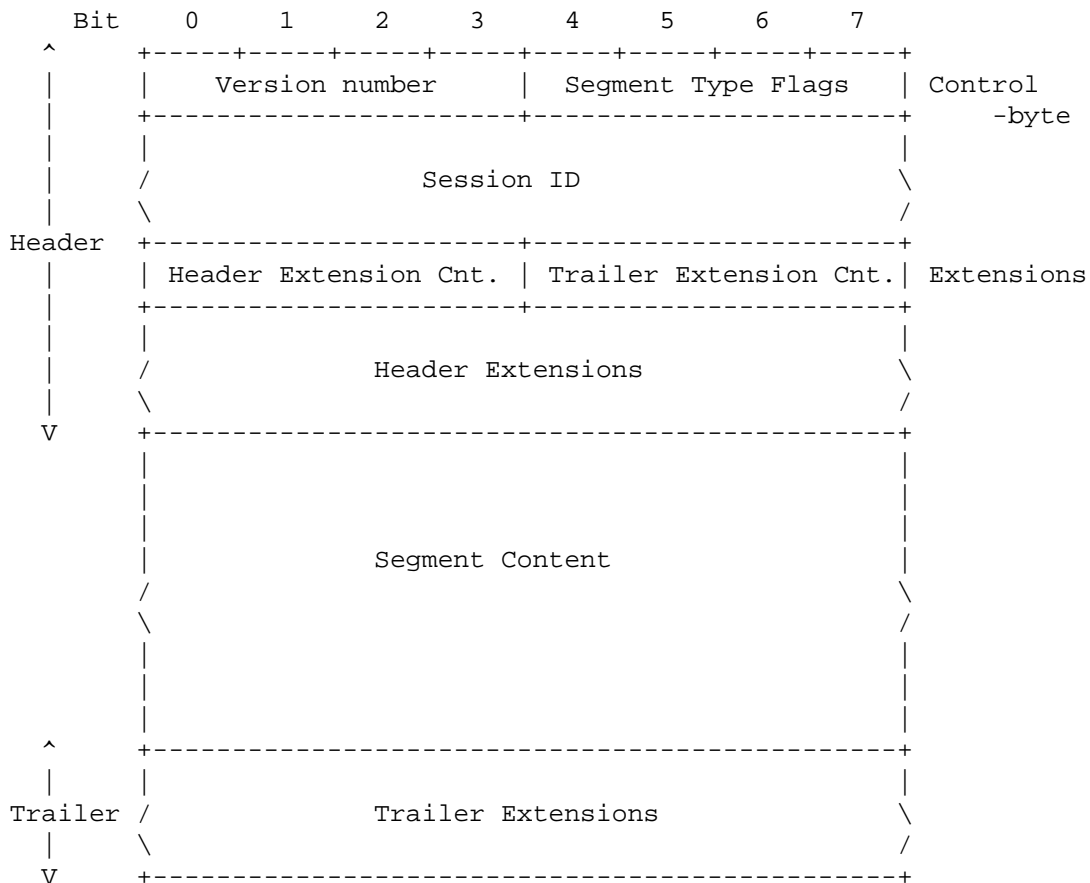 Bit 0 1 2 3 4 5 6 7
Version number Segment Type Flags Control
-byte
Session ID
Header
Header Extension Cnt. Trailer Extension Cnt. Extensions
Header Extensions
V
Segment Content
Trailer Trailer Extensions
V